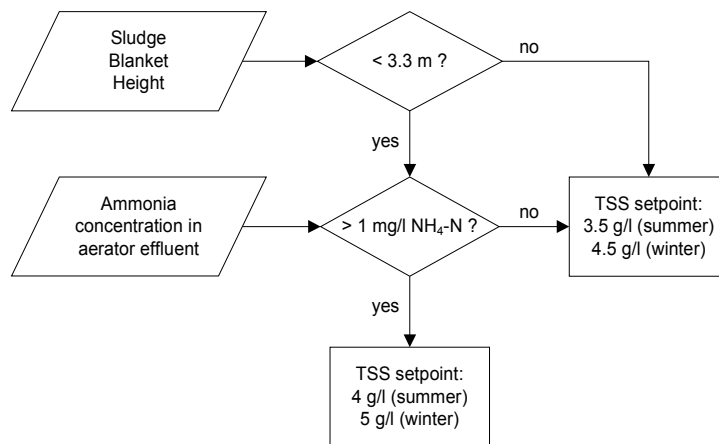 Sludge
Blanket
Height
< 3.3 m ?
no
yes
Ammonia
concentration in
aerator effluent
> 1 mg/l NH₄-N ?
no
TSS setpoint:
3.5 g/l (summer)
4.5 g/l (winter)
yes
TSS setpoint:
4 g/l (summer)
5 g/l (winter)